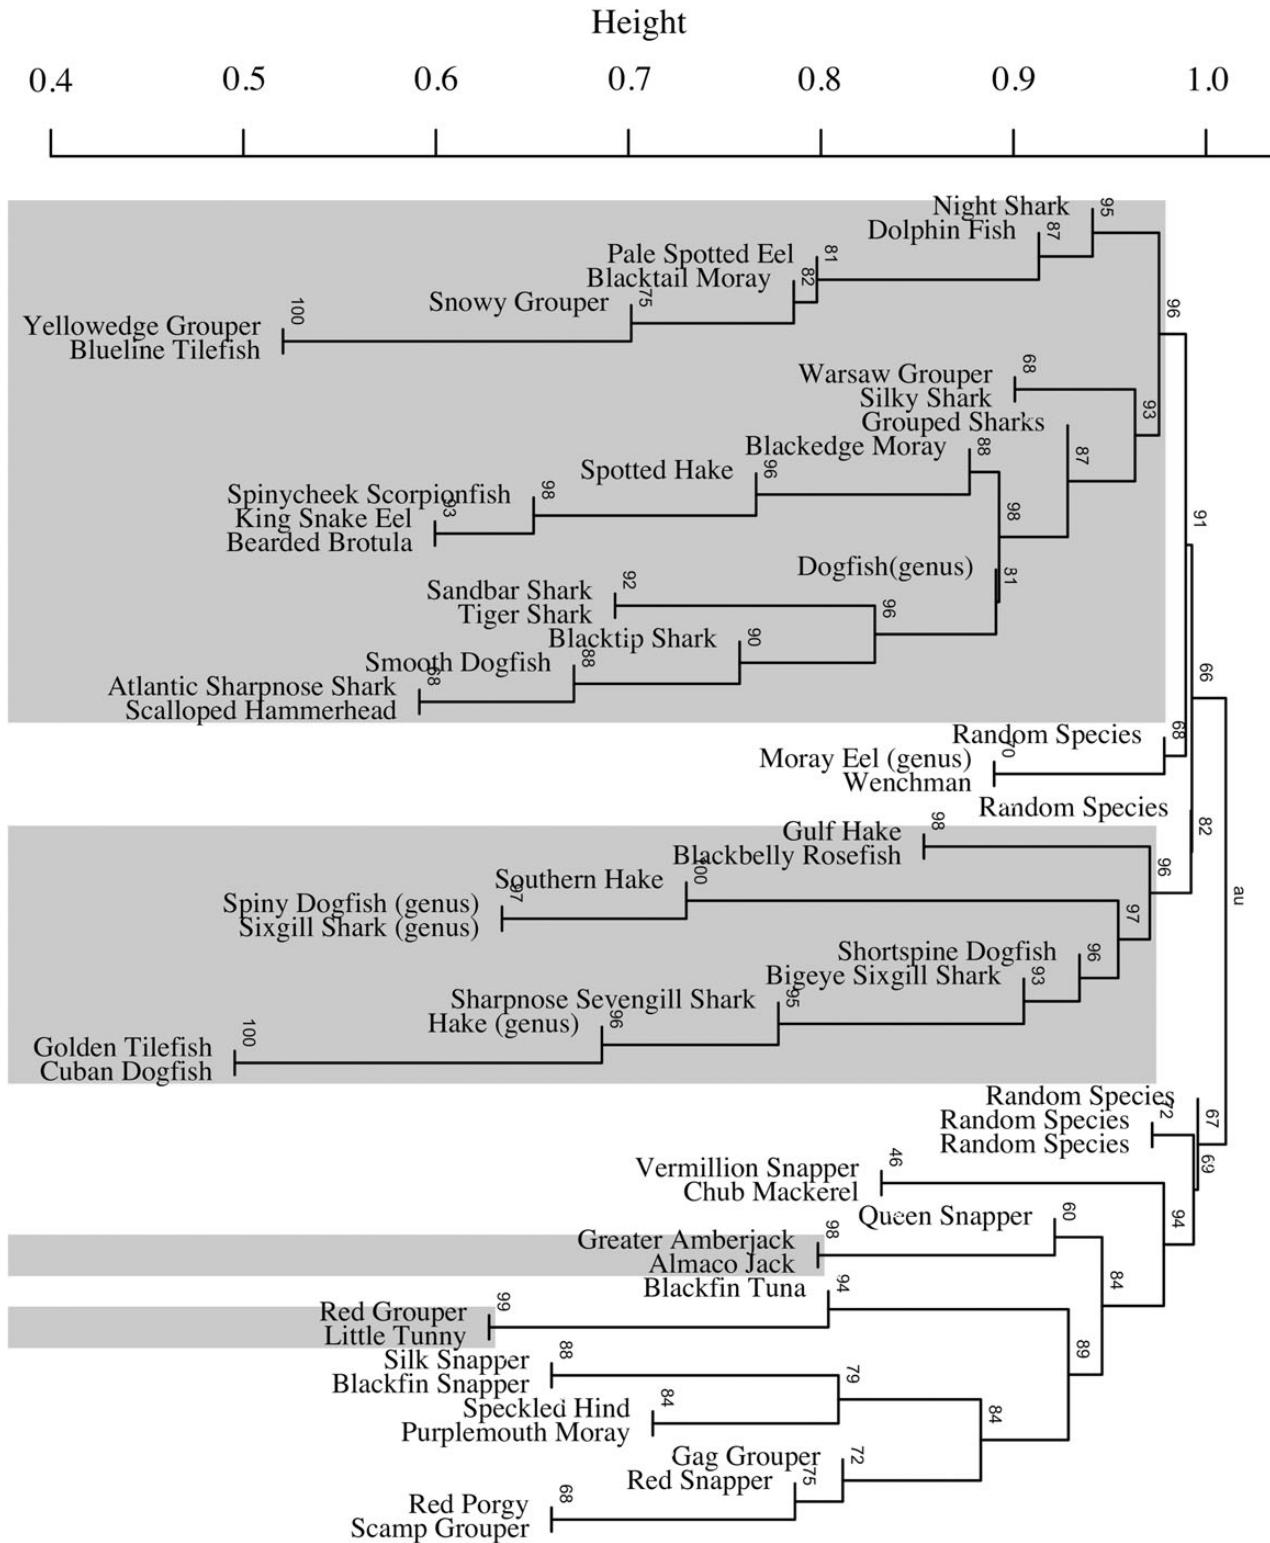 Height
0.4 0.5 0.6 0.7 0.8 0.9 1.0
Night Shark 95
Dolphin Fish 87
Pale Spotted Eel 81
Blacktail Moray 82
Snowy Grouper 75
Yellowedge Grouper 100
Blueline Tilefish
96
Warsaw Grouper 68
Silky Shark
Grouped Sharks 87
93
Blackedge Moray 88
Spotted Hake 96
Spinycheek Scorpionfish 98
King Snake Eel 93
Bearded Brotula
98
91
Dogfish(genus) 81
Sandbar Shark 92
Tiger Shark
96
Blacktip Shark 90
Smooth Dogfish 88
Atlantic Sharpnose Shark 68
Scalloped Hammerhead
66
Random Species 68
Moray Eel (genus) 70
Wenchman
Random Species 82
Gulf Hake 98
Blackbelly Rosefish
96
Southern Hake 100
Spiny Dogfish (genus) 97
Sixgill Shark (genus)
97
au
Shortspine Dogfish 96
Bigeye Sixgill Shark 93
Sharpnose Sevengill Shark 95
Hake (genus) 96
Golden Tilefish 100
Cuban Dogfish
Random Species 67
Random Species 72
Random Species
69
Vermillion Snapper 46
Chub Mackerel
94
Queen Snapper 60
Greater Amberjack 98
Almaco Jack
84
Blackfin Tuna 94
Red Grouper 99
Little Tunny
89
Silk Snapper 88
Blackfin Snapper
79
Speckled Hind 84
Purplemouth Moray
84
Gag Grouper 72
Red Snapper 75
Red Porgy 68
Scamp Grouper